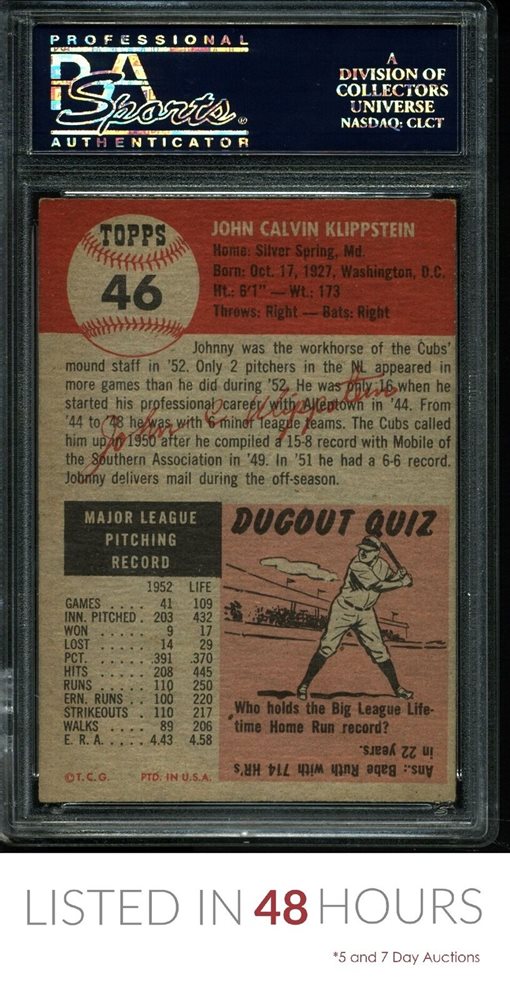 PROFESSIONAL
PSA
Sports®
AUTHENTICATOR
A
DIVISION OF
COLLECTORS
UNIVERSE
NASDAQ: CLCT
TOPPS
46
JOHN CALVIN KLIPPSTEIN
Home: Silver Spring, Md.
Born: Oct. 17, 1927, Washington, D.C.
Ht.: 6'1" — Wt.: 173
Throws: Right — Bats: Right
Johnny was the workhorse of the Cubs'
mound staff in '52. Only 2 pitchers in the NL appeared in
more games than he did during '52. He was only 16 when he
started his professional career with Allentown in '44. From
'44 to '48 he was with 6 minor league teams. The Cubs called
him up in 1950 after he compiled a 15-8 record with Mobile of
the Southern Association in '49. In '51 he had a 6-6 record.
Johnny delivers mail during the off-season.
John C Klippstein
MAJOR LEAGUE
PITCHING
RECORD
1952 LIFE
GAMES . . . . 41 109
INN. PITCHED . 203 432
WON . . . . . 9 17
LOST . . . . . 14 29
PCT. . . . . . .391 .370
HITS . . . . . 208 445
RUNS . . . . . 110 250
ERN. RUNS . . 100 220
STRIKEOUTS . 110 217
WALKS . . . . 89 206
E. R. A. . . . . 4.43 4.58
©T.C.G. PTD. IN U.S.A.
DUGOUT QUIZ
Who holds the Big League Life-
time Home Run record?
Ans.: Babe Ruth with 714 HR's
in 22 years.
LISTED IN 48 HOURS
*5 and 7 Day Auctions